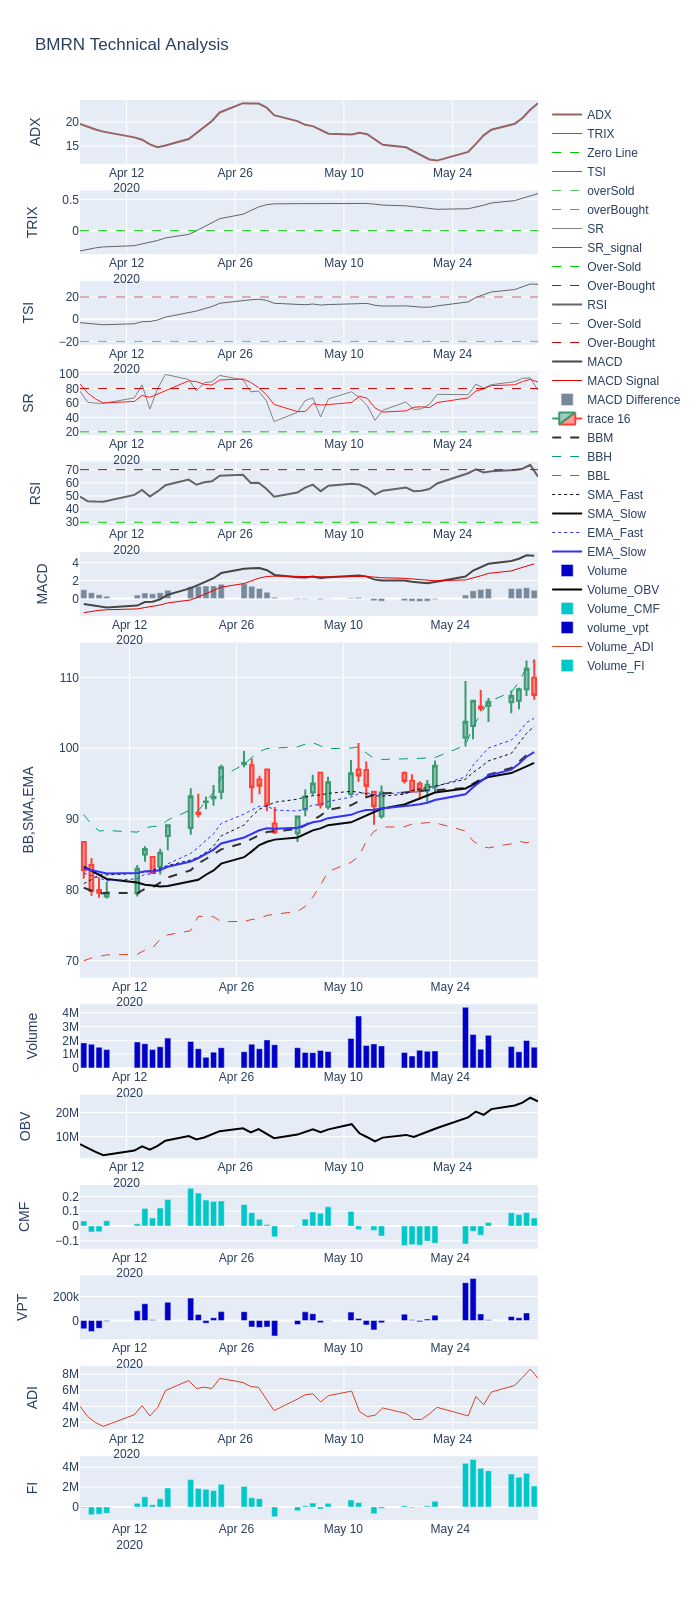 BMRN Technical Analysis
ADX
20
15
Apr 12
2020
Apr 26
May 10
May 24
TRIX
0.5
0
Apr 12
2020
Apr 26
May 10
May 24
TSI
20
0
−20
Apr 12
2020
Apr 26
May 10
May 24
SR
100
80
60
40
20
Apr 12
2020
Apr 26
May 10
May 24
RSI
70
60
50
40
30
Apr 12
2020
Apr 26
May 10
May 24
MACD
4
2
0
Apr 12
2020
Apr 26
May 10
May 24
BB,SMA,EMA
110
100
90
80
70
Apr 12
2020
Apr 26
May 10
May 24
Volume
4M
3M
2M
1M
0
Apr 12
2020
Apr 26
May 10
May 24
OBV
20M
10M
Apr 12
2020
Apr 26
May 10
May 24
CMF
0.2
0.1
0
−0.1
Apr 12
2020
Apr 26
May 10
May 24
VPT
200k
0
Apr 12
2020
Apr 26
May 10
May 24
ADI
8M
6M
4M
2M
Apr 12
2020
Apr 26
May 10
May 24
FI
4M
2M
0
Apr 12
2020
Apr 26
May 10
May 24
ADX
TRIX
Zero Line
TSI
overSold
overBought
SR
SR_signal
Over-Sold
Over-Bought
RSI
Over-Sold
Over-Bought
MACD
MACD Signal
MACD Difference
trace 16
BBM
BBH
BBL
SMA_Fast
SMA_Slow
EMA_Fast
EMA_Slow
Volume
Volume_OBV
Volume_CMF
volume_vpt
Volume_ADI
Volume_FI